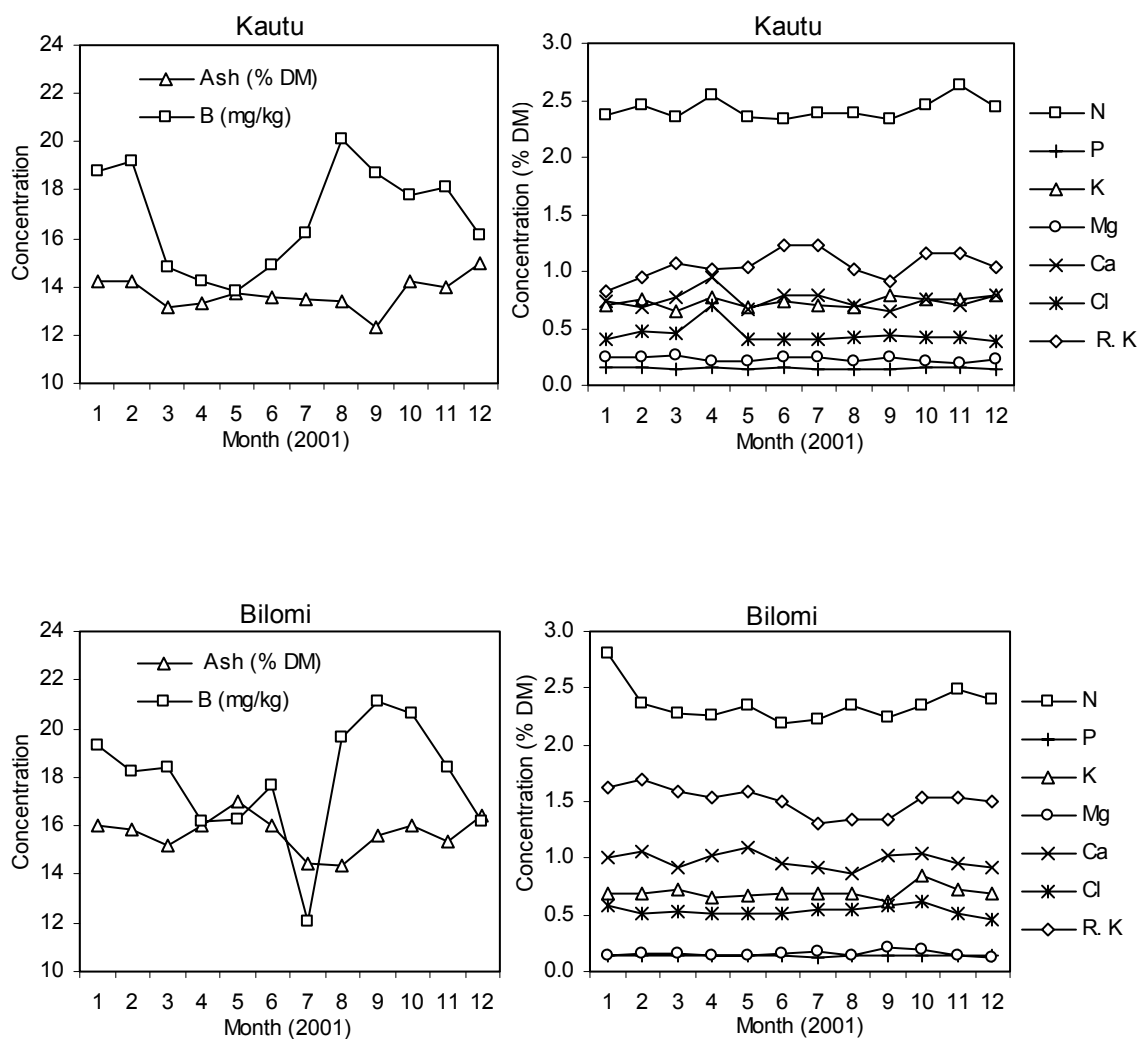 Kautu
24
22
20
18
16
14
12
10
Concentration
Ash (% DM)
B (mg/kg)
1 2 3 4 5 6 7 8 9 10 11 12
Month (2001)
Kautu
3.0
2.5
2.0
1.5
1.0
0.5
0.0
Concentration (% DM)
1 2 3 4 5 6 7 8 9 10 11 12
Month (2001)
N
P
K
Mg
Ca
Cl
R. K
Bilomi
24
22
20
18
16
14
12
10
Concentration
Ash (% DM)
B (mg/kg)
1 2 3 4 5 6 7 8 9 10 11 12
Month (2001)
Bilomi
3.0
2.5
2.0
1.5
1.0
0.5
0.0
Concentration (% DM)
1 2 3 4 5 6 7 8 9 10 11 12
Month (2001)
N
P
K
Mg
Ca
Cl
R. K